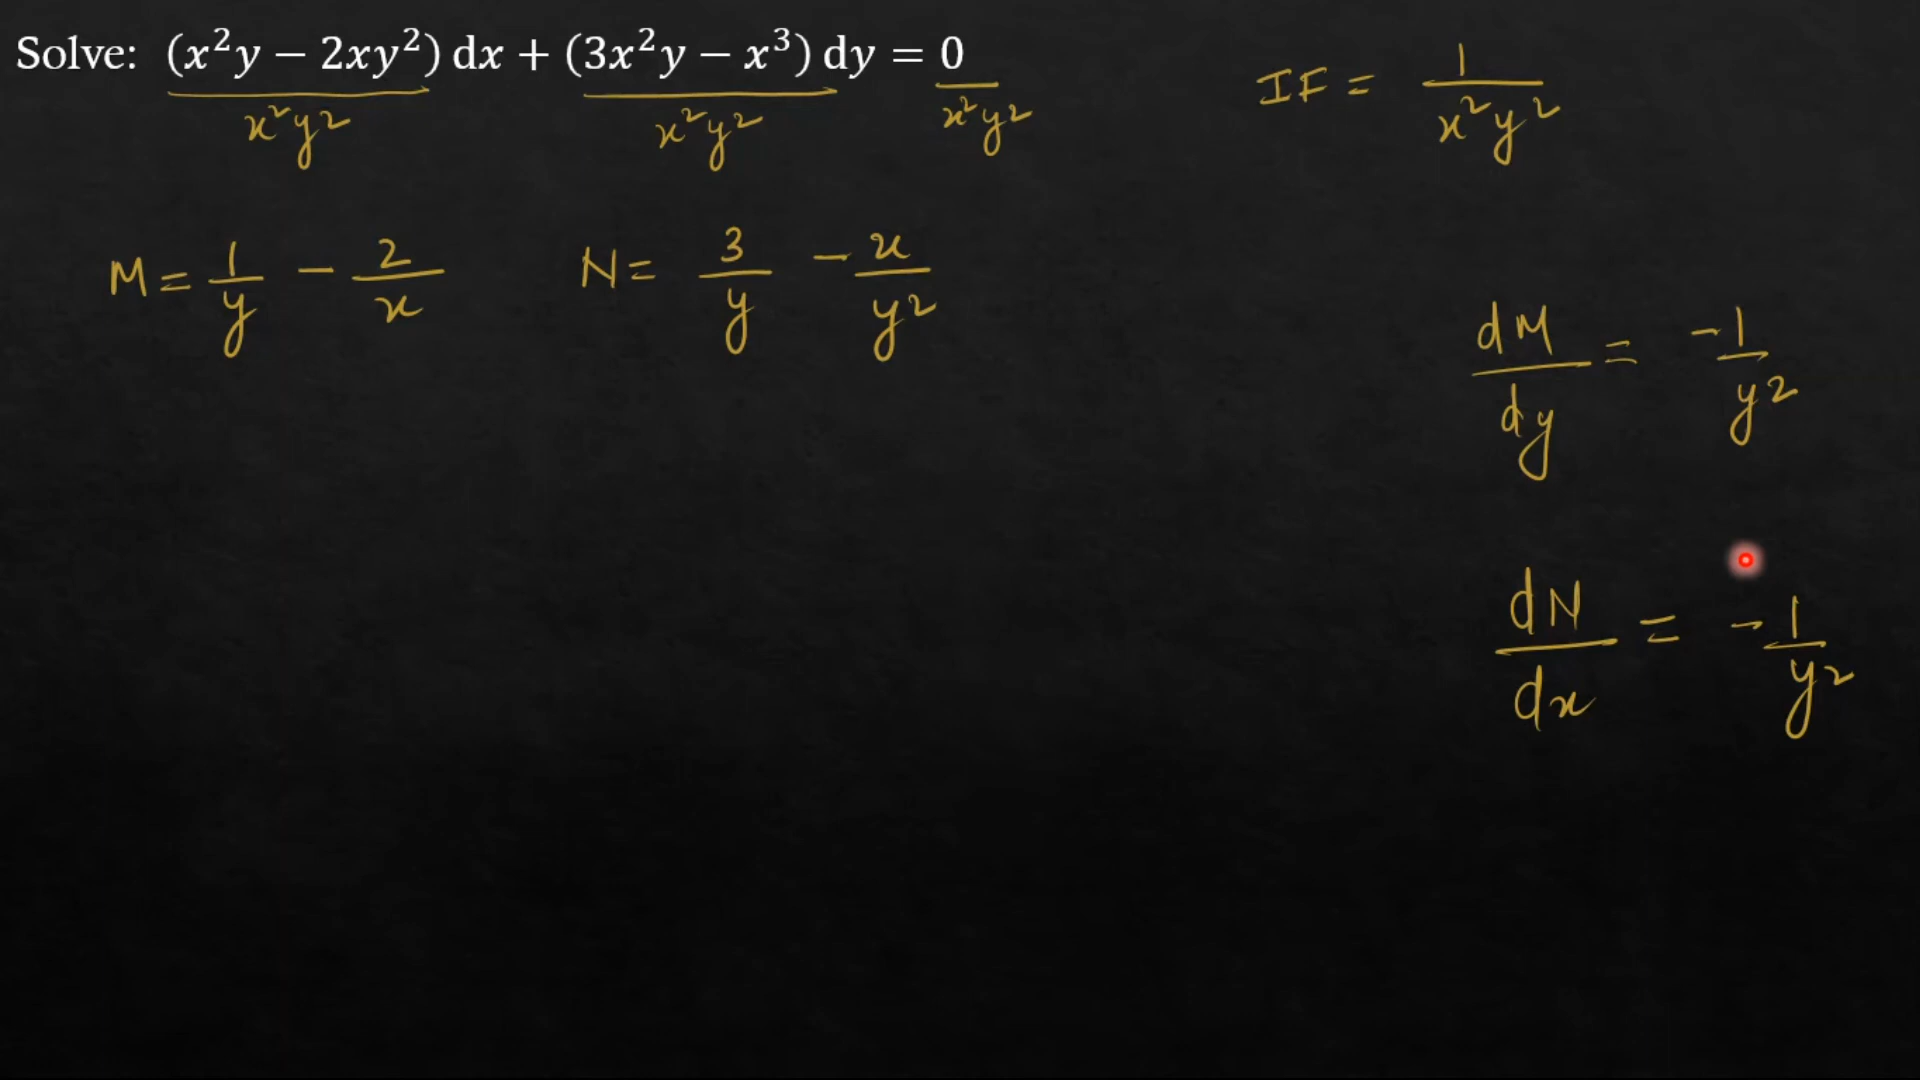 Solve: (x²y − 2xy²) dx + (3x²y − x³) dy = 0
x²y² x²y² x²y²
IF = 1/x²y²
M = 1/y − 2/x N = 3/y − x/y²
dM/dy = −1/y²
dN/dx = −1/y²